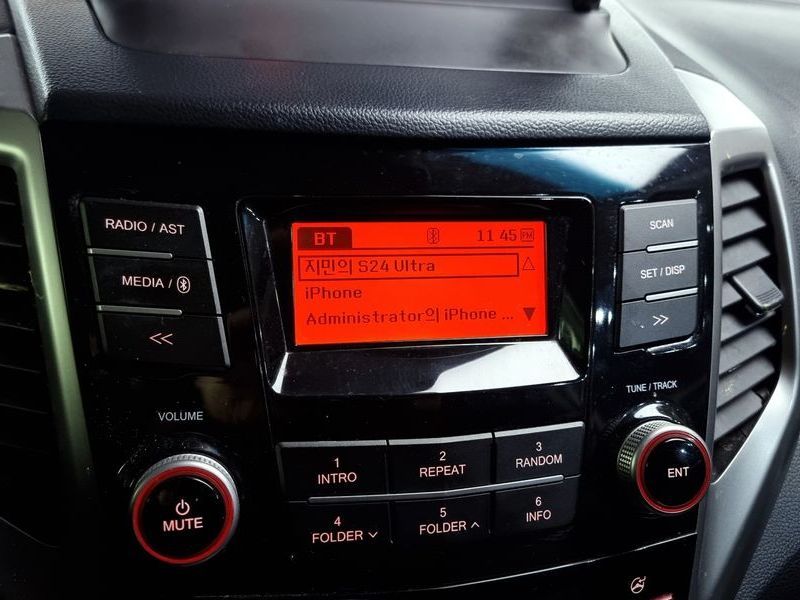 RADIO / AST
MEDIA /
<<
BT 11 45 PM
지민의 S24 Ultra
iPhone
Administrator의 iPhone ...
SCAN
SET / DISP
>>
VOLUME
MUTE
TUNE / TRACK
ENT
1 INTRO
2 REPEAT
3 RANDOM
4 FOLDER
5 FOLDER
6 INFO